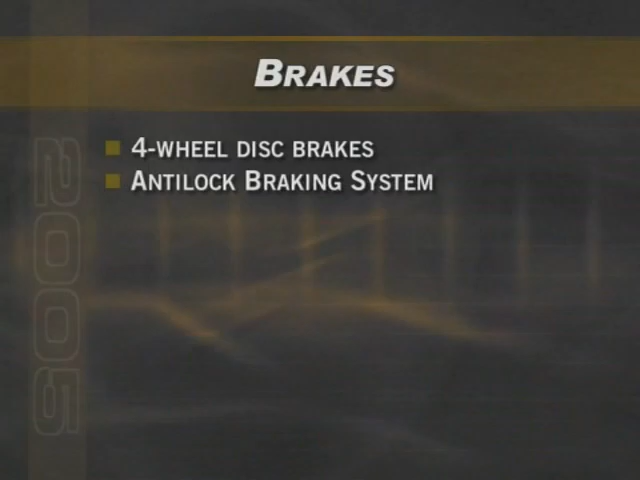 BRAKES
4-WHEEL DISC BRAKES
ANTILOCK BRAKING SYSTEM
2005